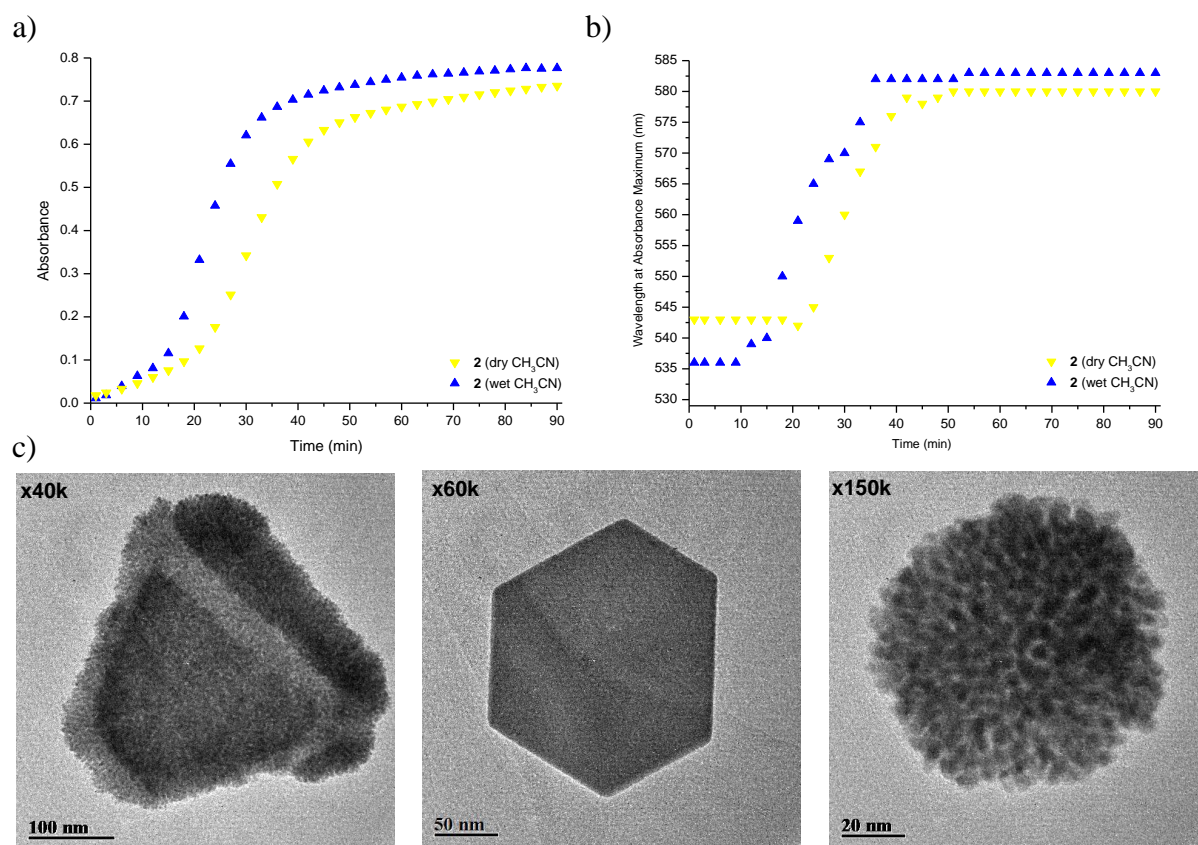 a)
0.8
0.7
0.6
0.5
0.4
0.3
0.2
0.1
0.0
Absorbance
0 10 20 30 40 50 60 70 80 90
Time (min)
2 (dry CH₃CN)
2 (wet CH₃CN)
b)
585
580
575
570
565
560
555
550
545
540
535
530
Wavelength at Absorbance Maximum (nm)
0 10 20 30 40 50 60 70 80 90
Time (min)
2 (dry CH₃CN)
2 (wet CH₃CN)
c)
x40k
100 nm
x60k
50 nm
x150k
20 nm